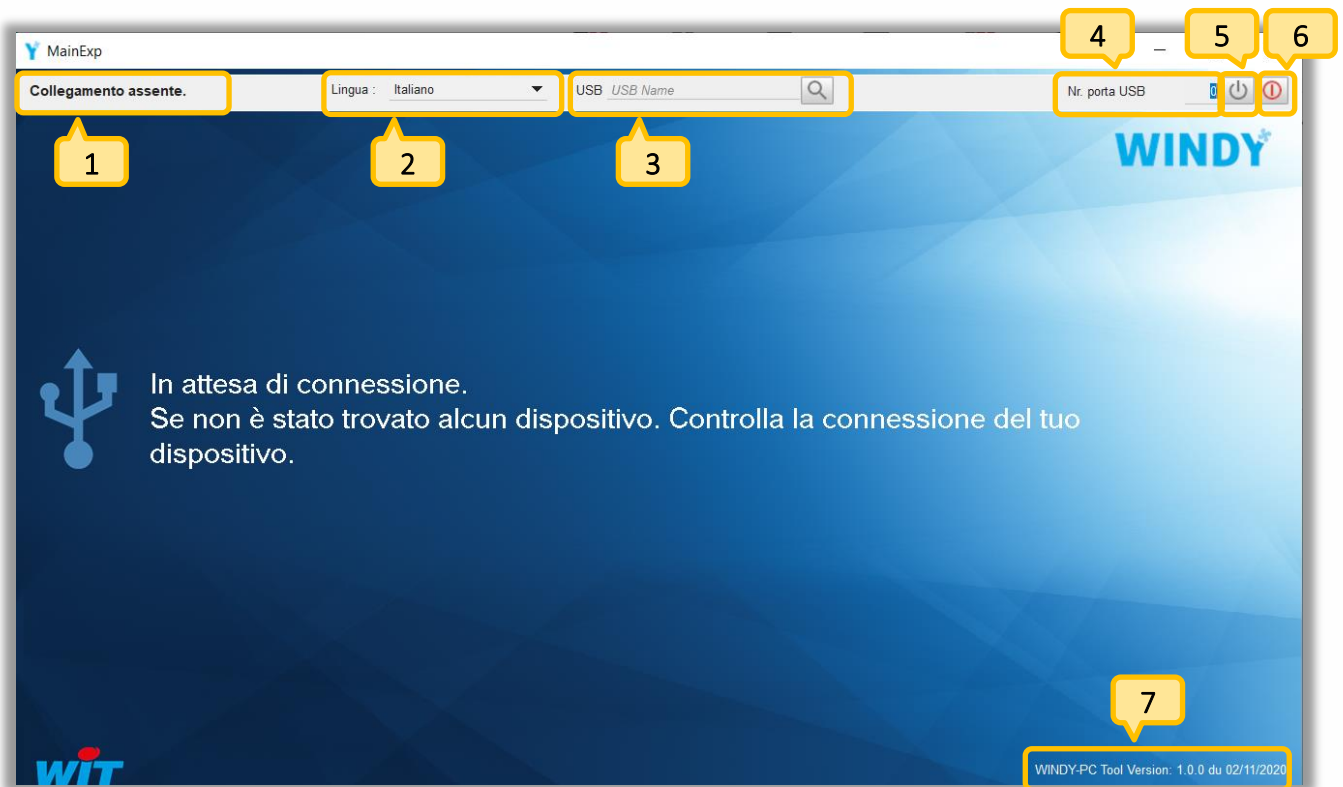 4 5 6
MainExp
Collegamento assente. Lingua : Italiano USB USB Name Nr. porta USB 0
1 2 3
WINDY
In attesa di connessione.
Se non è stato trovato alcun dispositivo. Controlla la connessione del tuo
dispositivo.
7
WIT
WINDY-PC Tool Version: 1.0.0 du 02/11/2020